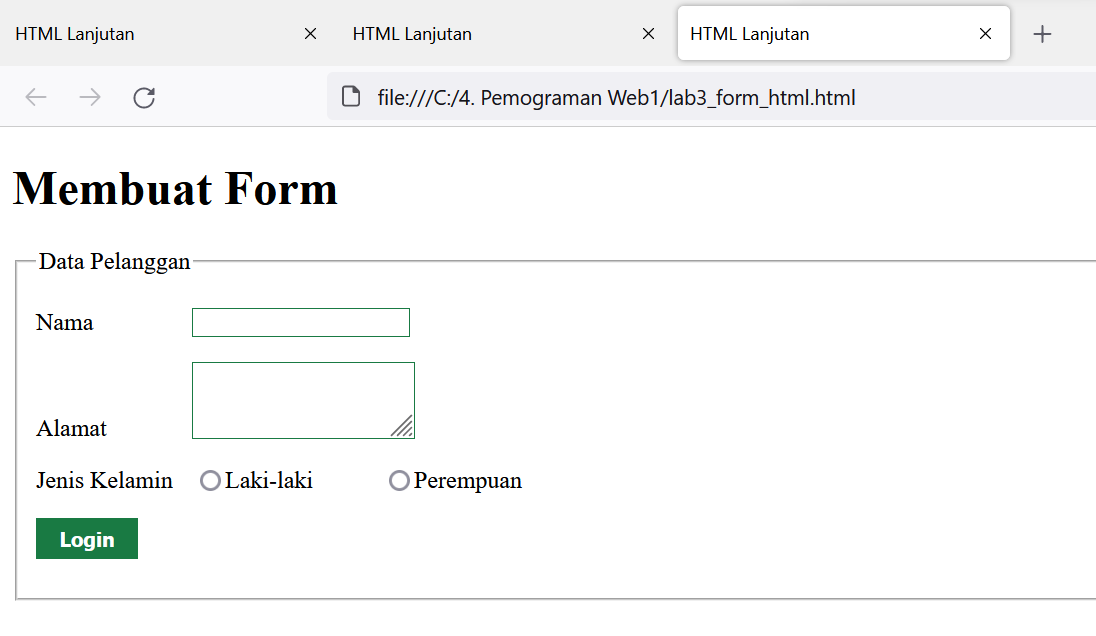 HTML Lanjutan HTML Lanjutan HTML Lanjutan
file:///C:/4. Pemograman Web1/lab3_form_html.html
Membuat Form
Data Pelanggan
Nama
Alamat
Jenis Kelamin Laki-laki Perempuan
Login